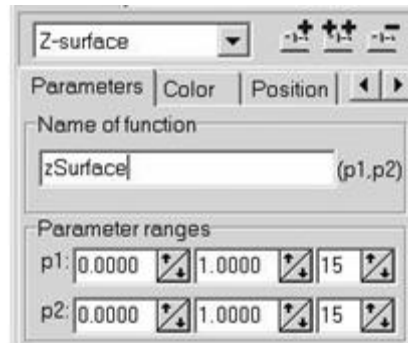 Z-surface
Parameters Color Position
Name of function
zSurface (p1,p2)
Parameter ranges
p1: 0.0000 1.0000 15
p2: 0.0000 1.0000 15